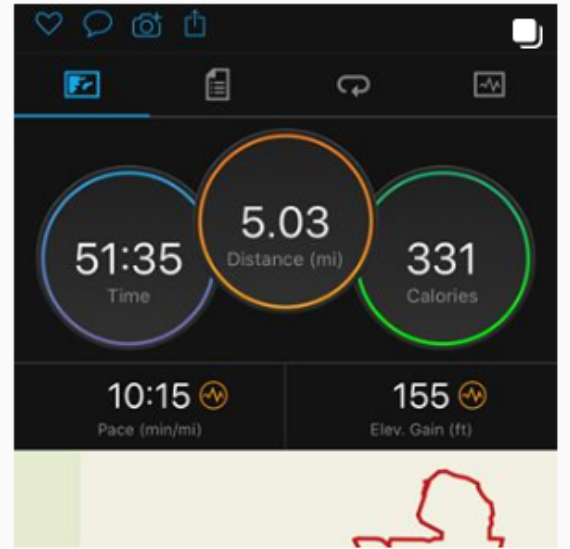 5.03
Distance (mi)
51:35
Time
331
Calories
10:15
Pace (min/mi)
155
Elev. Gain (ft)